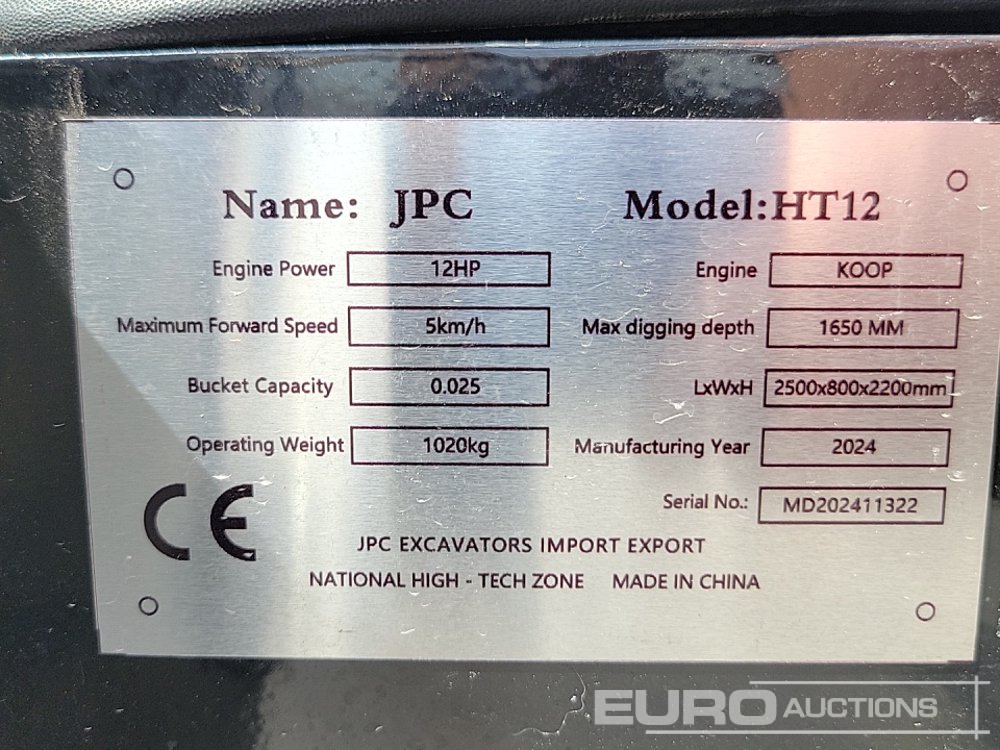 Name: JPC Model:HT12
Engine Power 12HP Engine KOOP
Maximum Forward Speed 5km/h Max digging depth 1650 MM
Bucket Capacity 0.025 LxWxH 2500x800x2200mm
Operating Weight 1020kg Manufacturing Year 2024
Serial No.: MD202411322
CE
JPC EXCAVATORS IMPORT EXPORT
NATIONAL HIGH - TECH ZONE MADE IN CHINA
EURO AUCTIONS